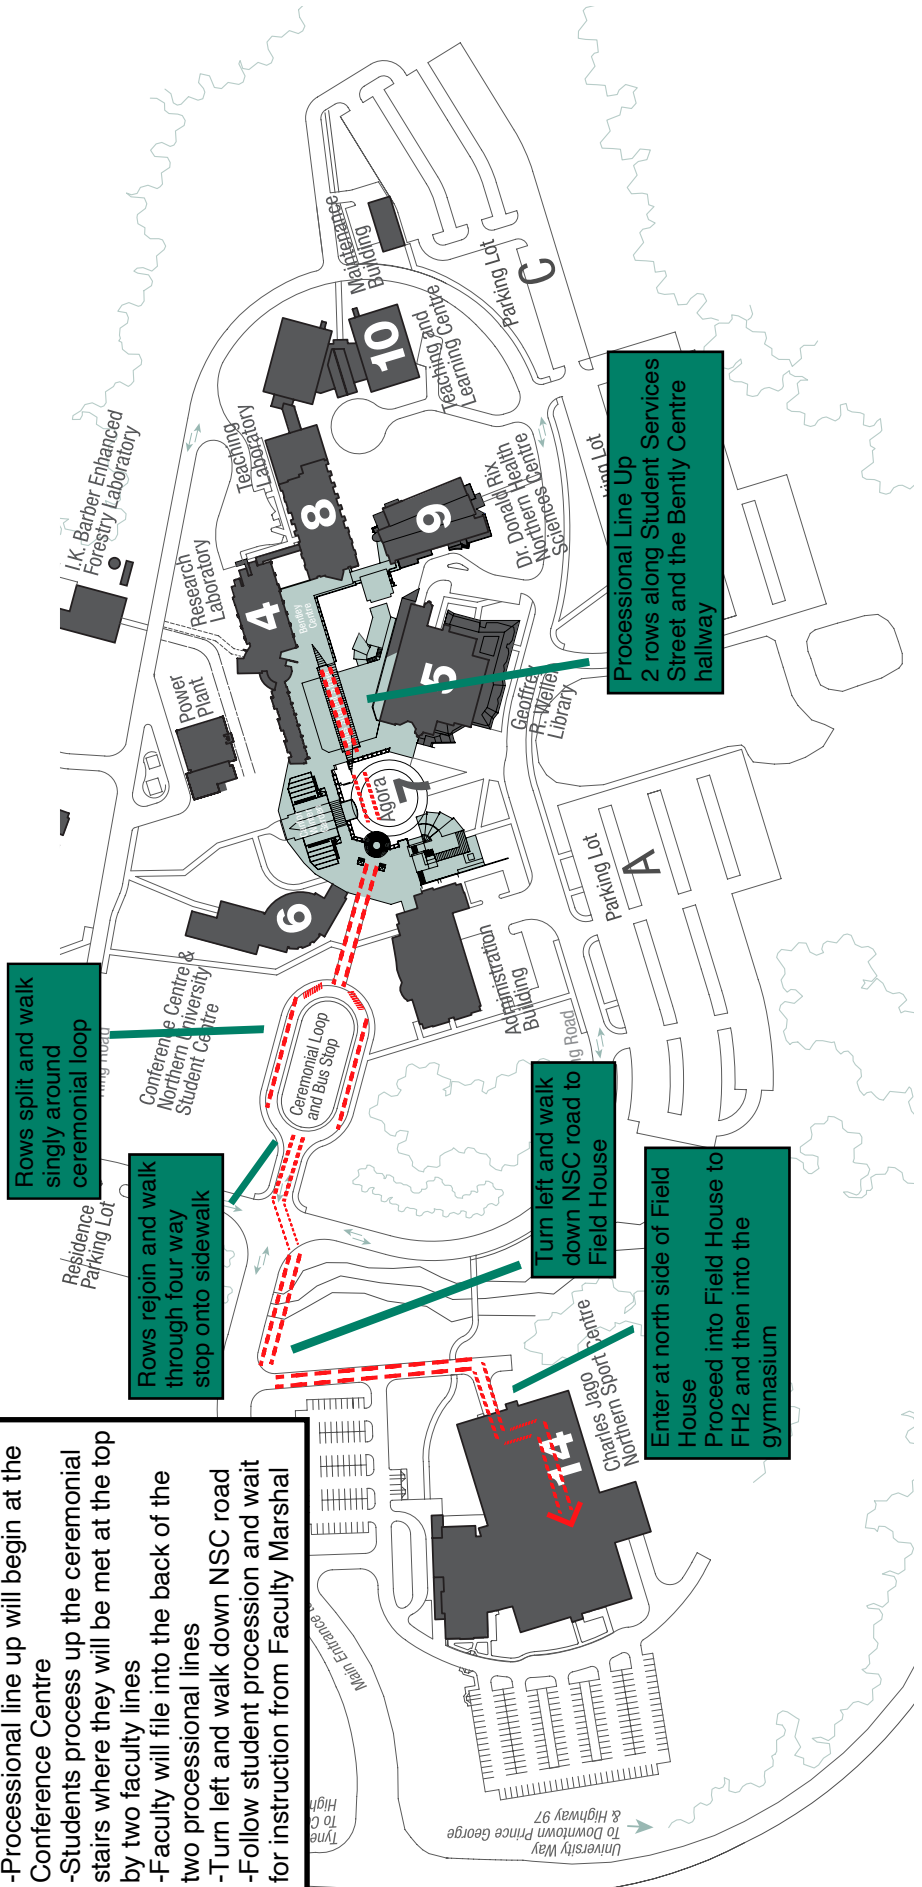 -Processional line up will begin at the
Conference Centre
-Students process up the ceremonial
stairs where they will be met at the top
by two faculty lines
-Faculty will file into the back of the
two processional lines
-Turn left and walk down NSC road
-Follow student procession and wait
for instruction from Faculty Marshal
Rows split and walk
singly around
ceremonial loop
Rows rejoin and walk
through four way
stop onto sidewalk
Turn left and walk
down NSC road to
Field House
Enter at north side of Field
House
Proceed into Field House to
FH2 and then into the
gymnasium
Processional Line Up
2 rows along Student Services
Street and the Bently Centre
hallway
I.K. Barber Enhanced
Forestry Laboratory
Research
Laboratory
Teaching
Laboratory
Power
Plant
Maintenance
Building
Teaching and
Learning Centre
Parking Lot
C
Dr. Donald Rix
Northern Health
Sciences Centre
Geoffrey
R. Weller
Library
Parking Lot
A
Administration
Building
Conference Centre &
Northern University
Student Centre
Residence
Parking Lot
Ceremonial Loop
and Bus Stop
Agora
Bentley
Centre
4
5
6
7
8
9
10
14
Charles Jago
Northern Sport Centre
Main Entrance
University Way
To Downtown Prince George
& Highway 97